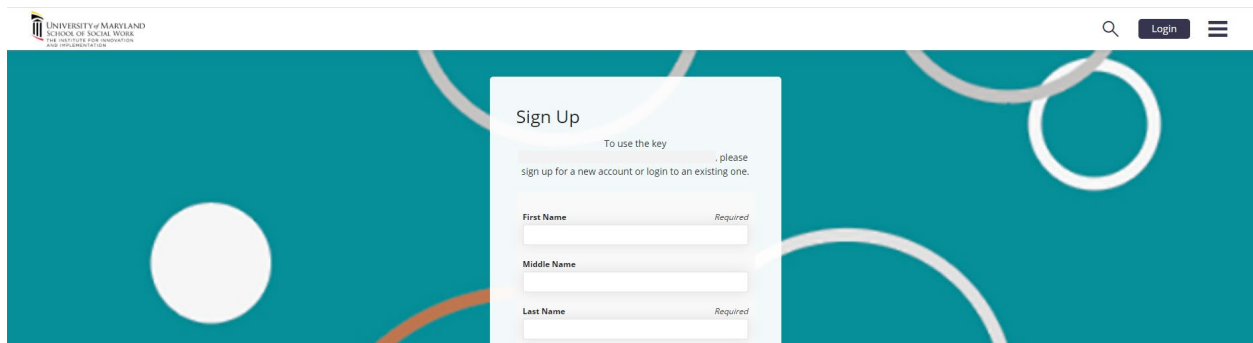 UNIVERSITY of MARYLAND
SCHOOL OF SOCIAL WORK
THE INSTITUTE FOR INNOVATION
AND IMPLEMENTATION
Login
Sign Up
To use the key
, please
sign up for a new account or login to an existing one.
First Name Required
Middle Name
Last Name Required